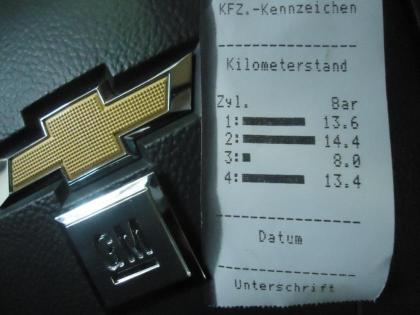 KFZ.-Kennzeichen
Kilometerstand
Zyl. Bar
1: 13.6
2: 14.4
3: 8.0
4: 13.4
Datum
Unterschrift
GM